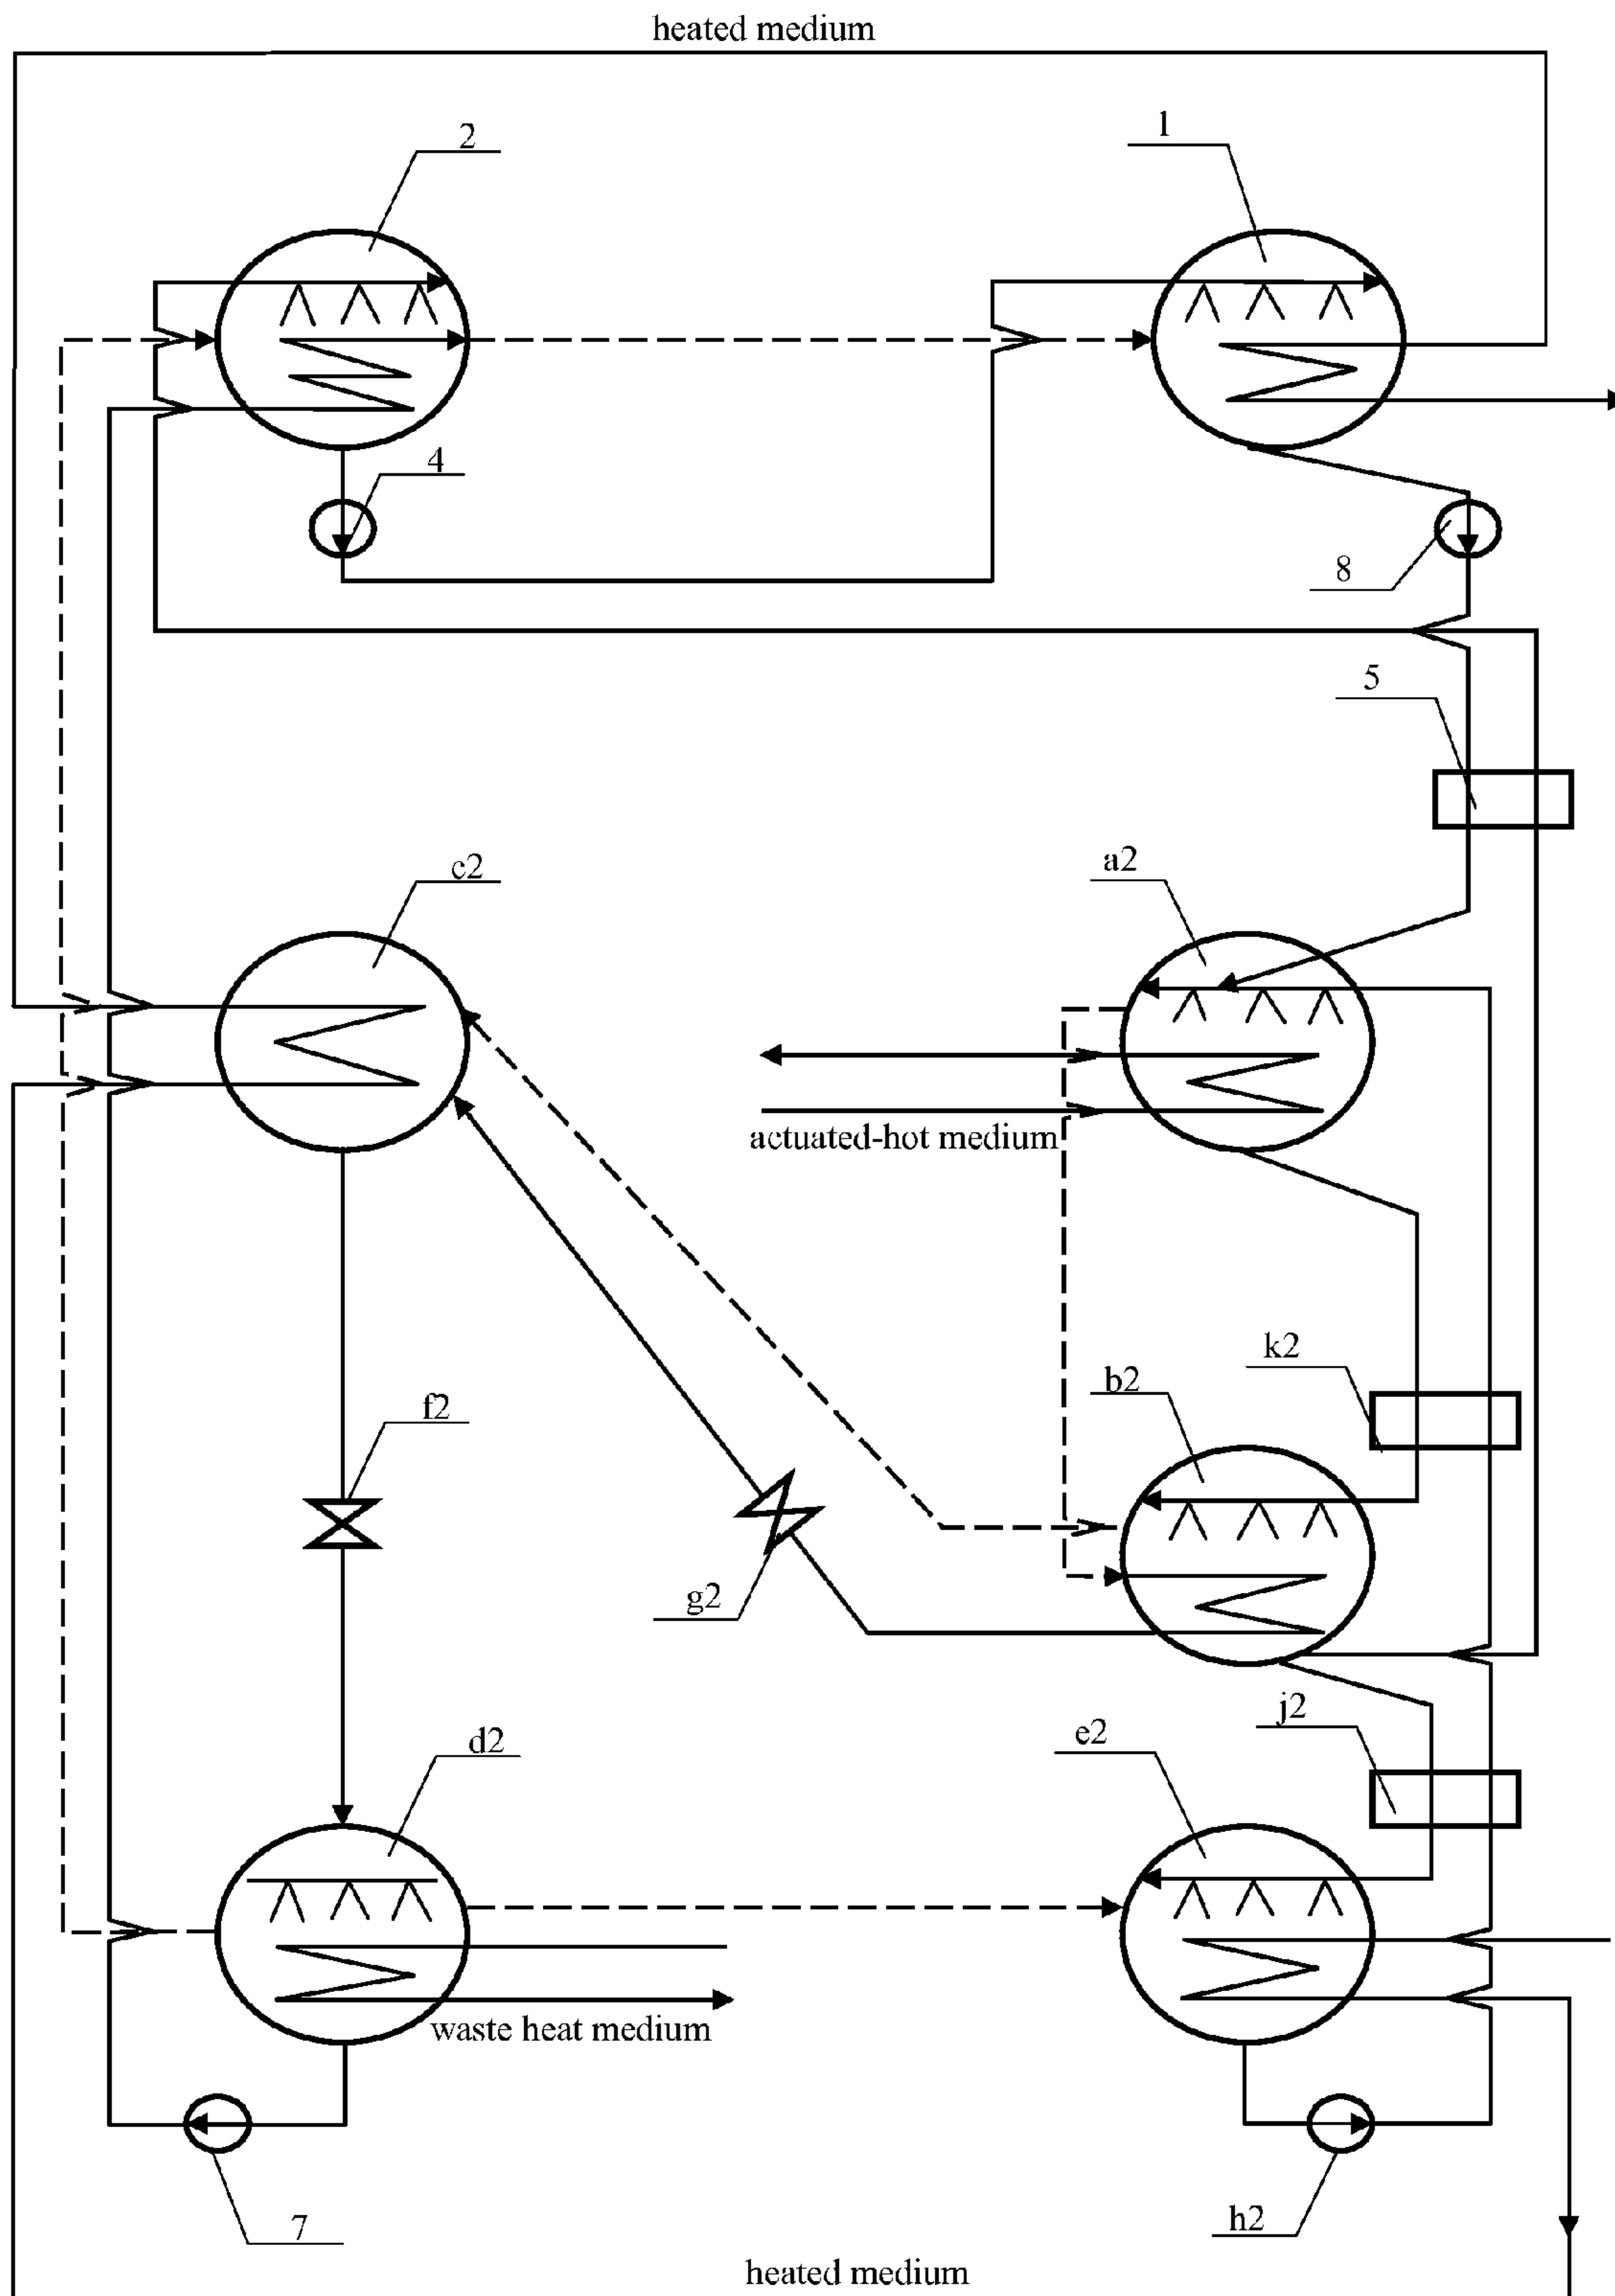 heated medium
1
2
4
8
5
c2
a2
actuated-hot medium
k2
b2
f2
g2
j2
e2
d2
waste heat medium
7
h2
heated medium